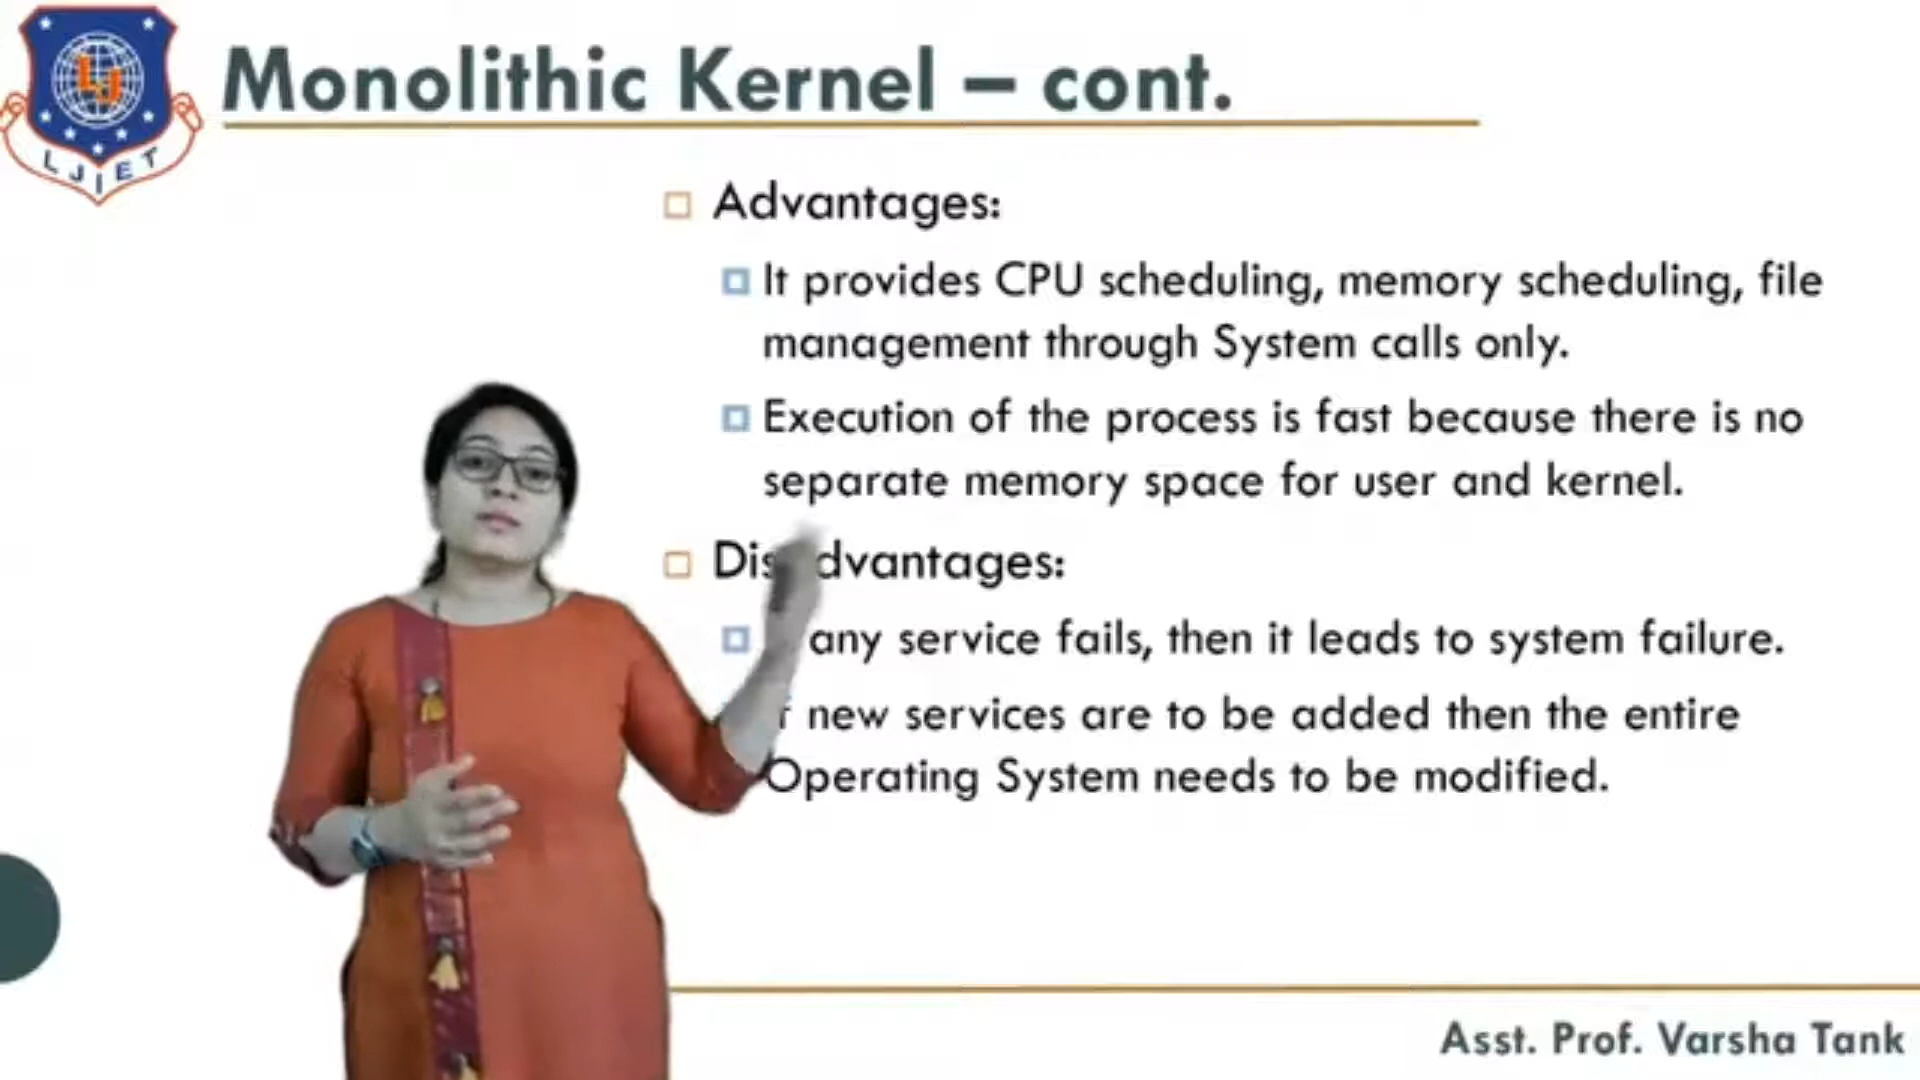 LJIET
Monolithic Kernel – cont.
Advantages:
It provides CPU scheduling, memory scheduling, file
management through System calls only.
Execution of the process is fast because there is no
separate memory space for user and kernel.
any service fails, then it leads to system failure.
new services are to be added then the entire
Operating System needs to be modified.
Asst. Prof. Varsha Tank